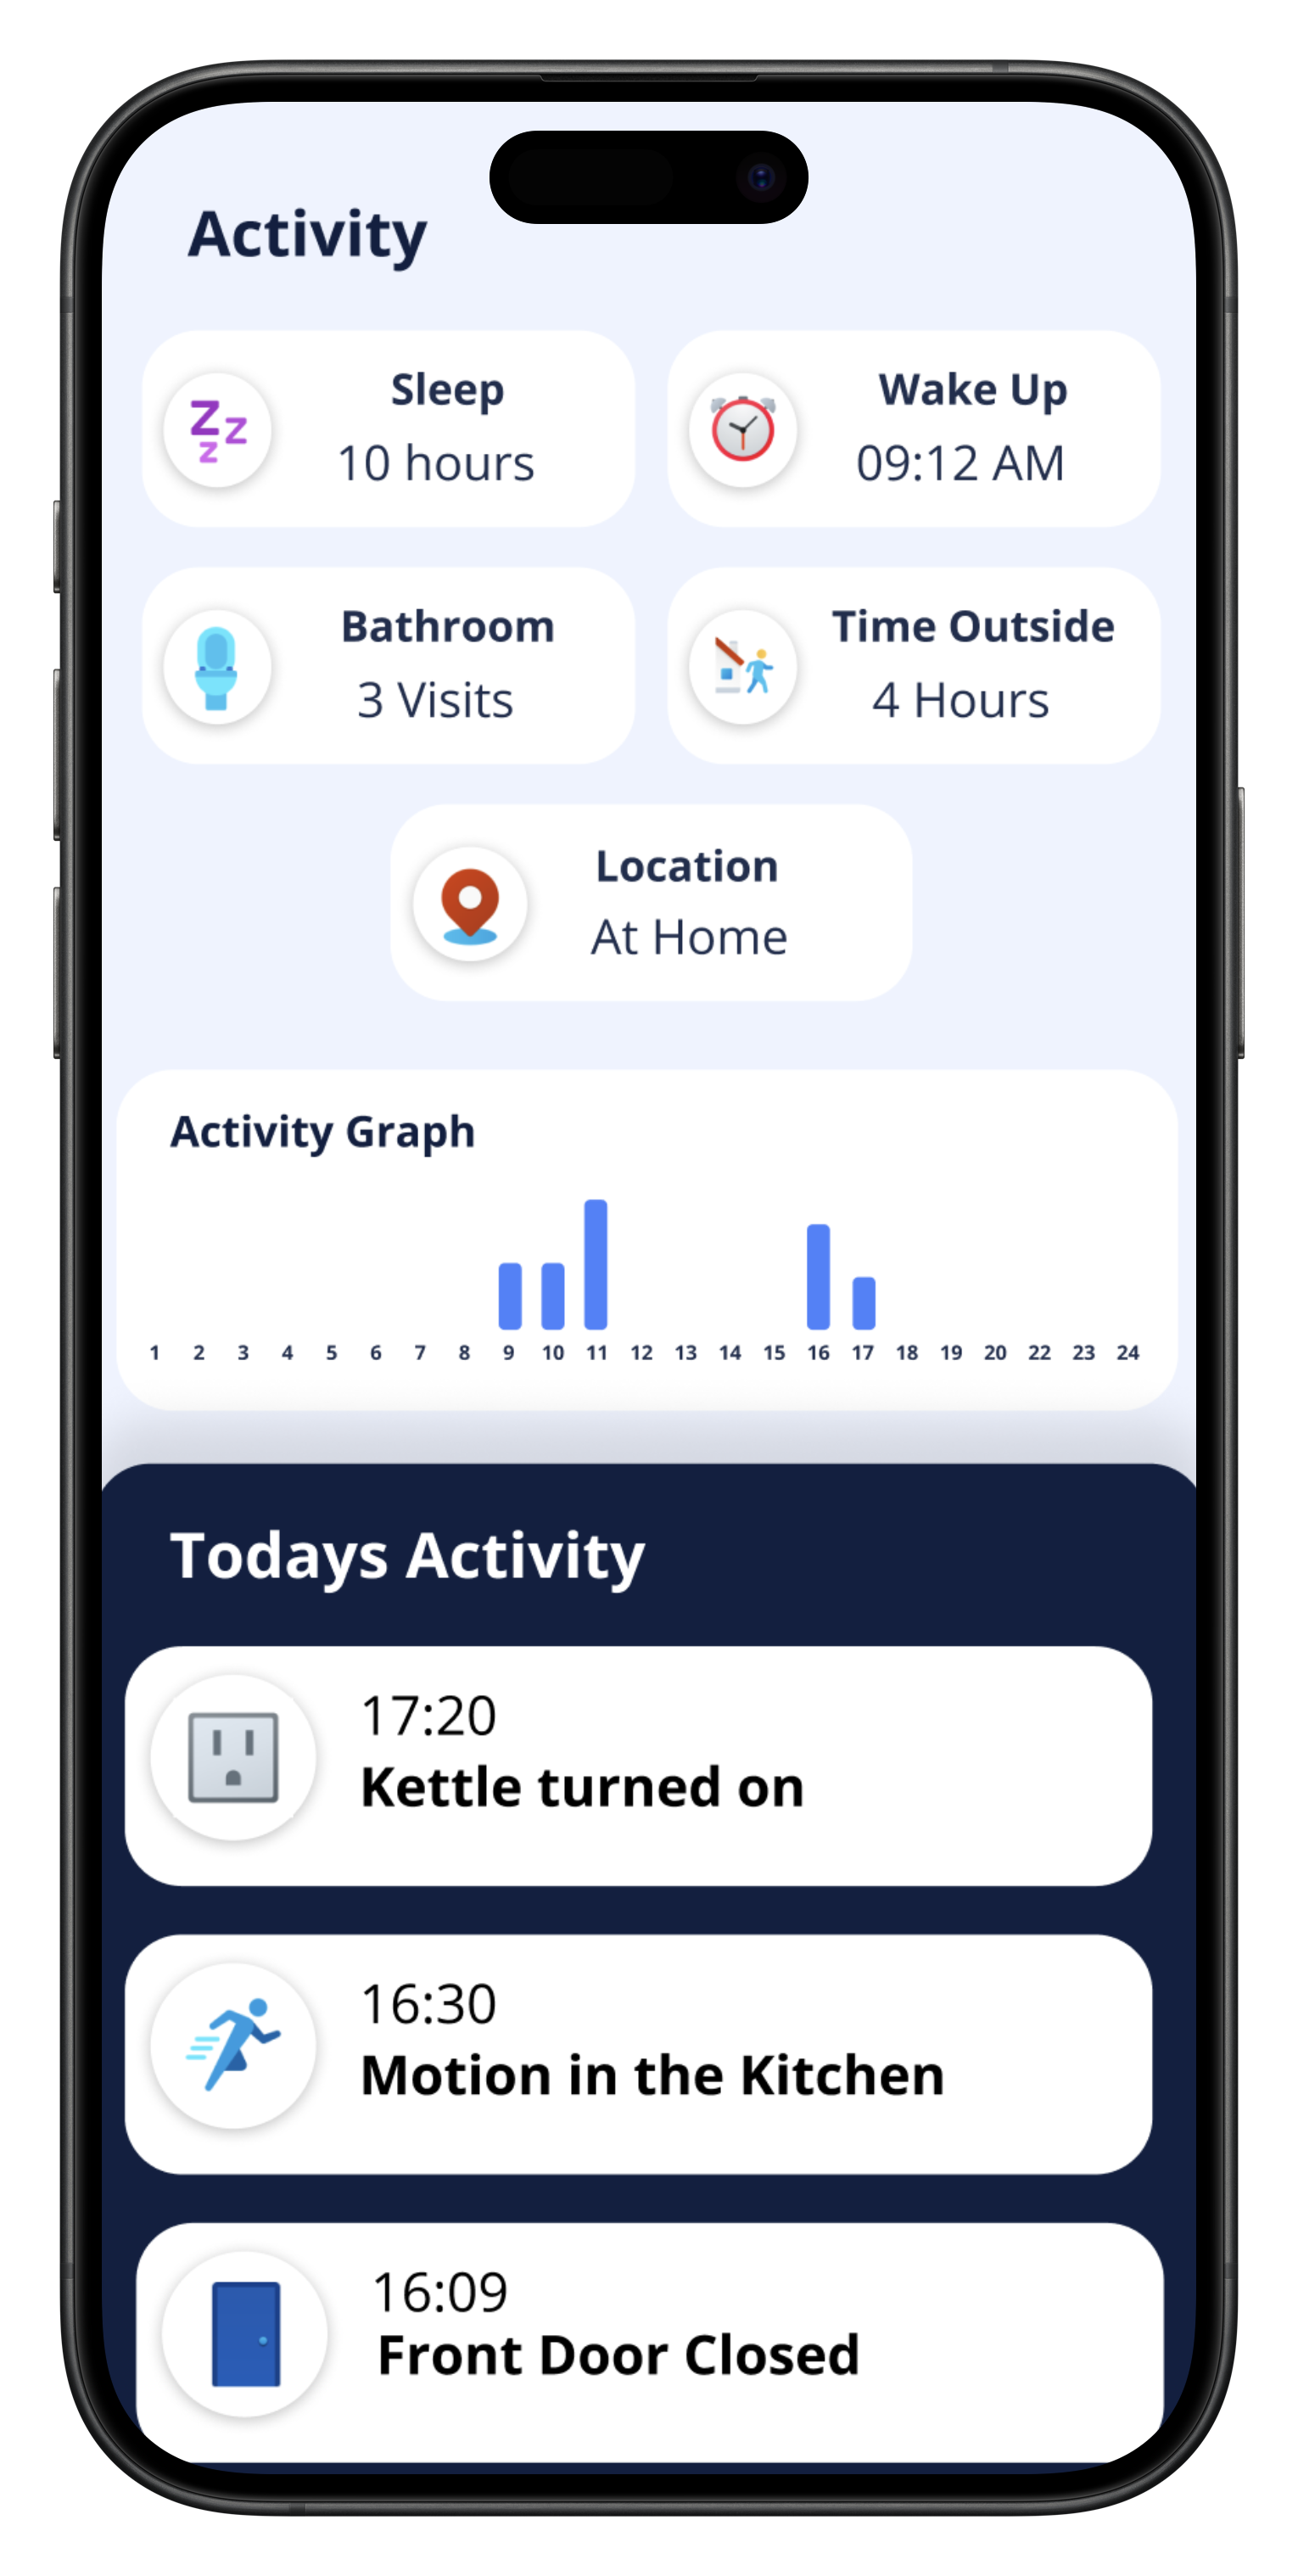 Activity
Sleep
10 hours
Wake Up
09:12 AM
Bathroom
3 Visits
Time Outside
4 Hours
Location
At Home
Activity Graph
1 2 3 4 5 6 7 8 9 10 11 12 13 14 15 16 17 18 19 20 22 23 24
Todays Activity
17:20
Kettle turned on
16:30
Motion in the Kitchen
16:09
Front Door Closed